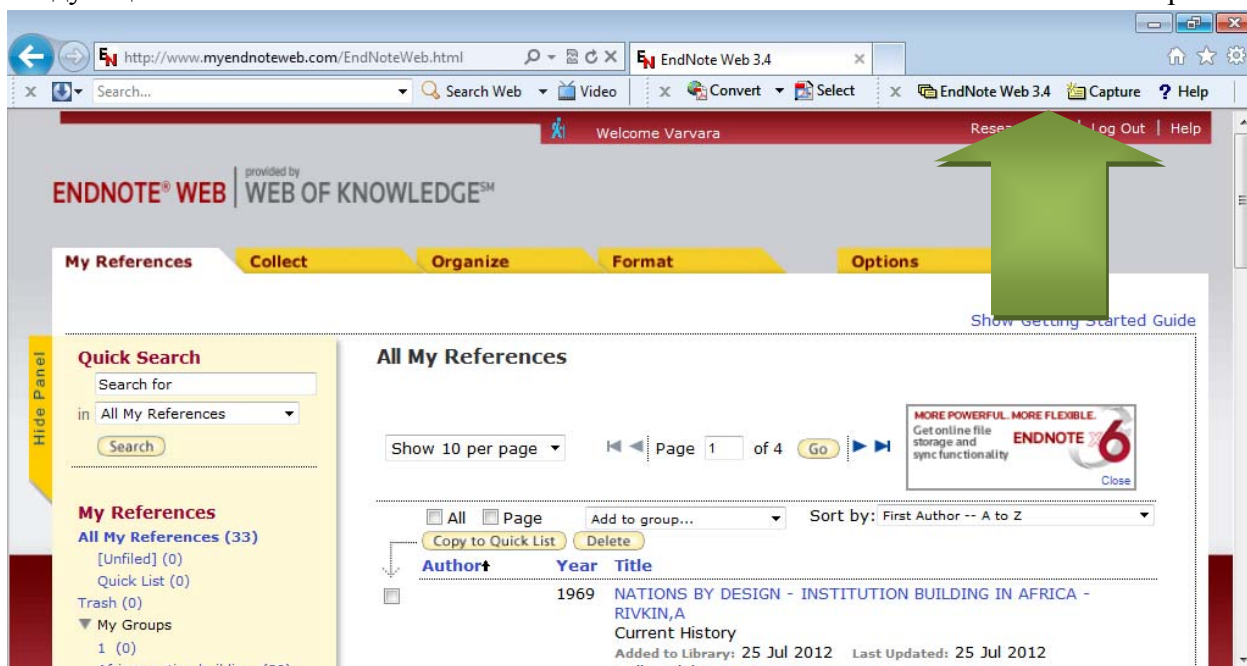 http://www.myendnoteweb.com/EndNoteWeb.html EndNote Web 3.4
Search... Search Web Video Convert Select EndNote Web 3.4 Capture ? Help
Welcome Varvara Log Out | Help
ENDNOTE® WEB provided by WEB OF KNOWLEDGE℠
My References Collect Organize Format Options
Show Getting Started Guide
Hide Panel
Quick Search
Search for
in All My References
Search
My References
All My References (33)
[Unfiled] (0)
Quick List (0)
Trash (0)
My Groups
1 (0)
All My References
Show 10 per page Page 1 of 4 Go
MORE POWERFUL. MORE FLEXIBLE.
Get online file
storage and
sync functionality
ENDNOTE X6
Close
All Page Add to group... Sort by: First Author -- A to Z
Copy to Quick List Delete
Author Year Title
1969 NATIONS BY DESIGN - INSTITUTION BUILDING IN AFRICA -
RIVKIN,A
Current History
Added to Library: 25 Jul 2012 Last Updated: 25 Jul 2012